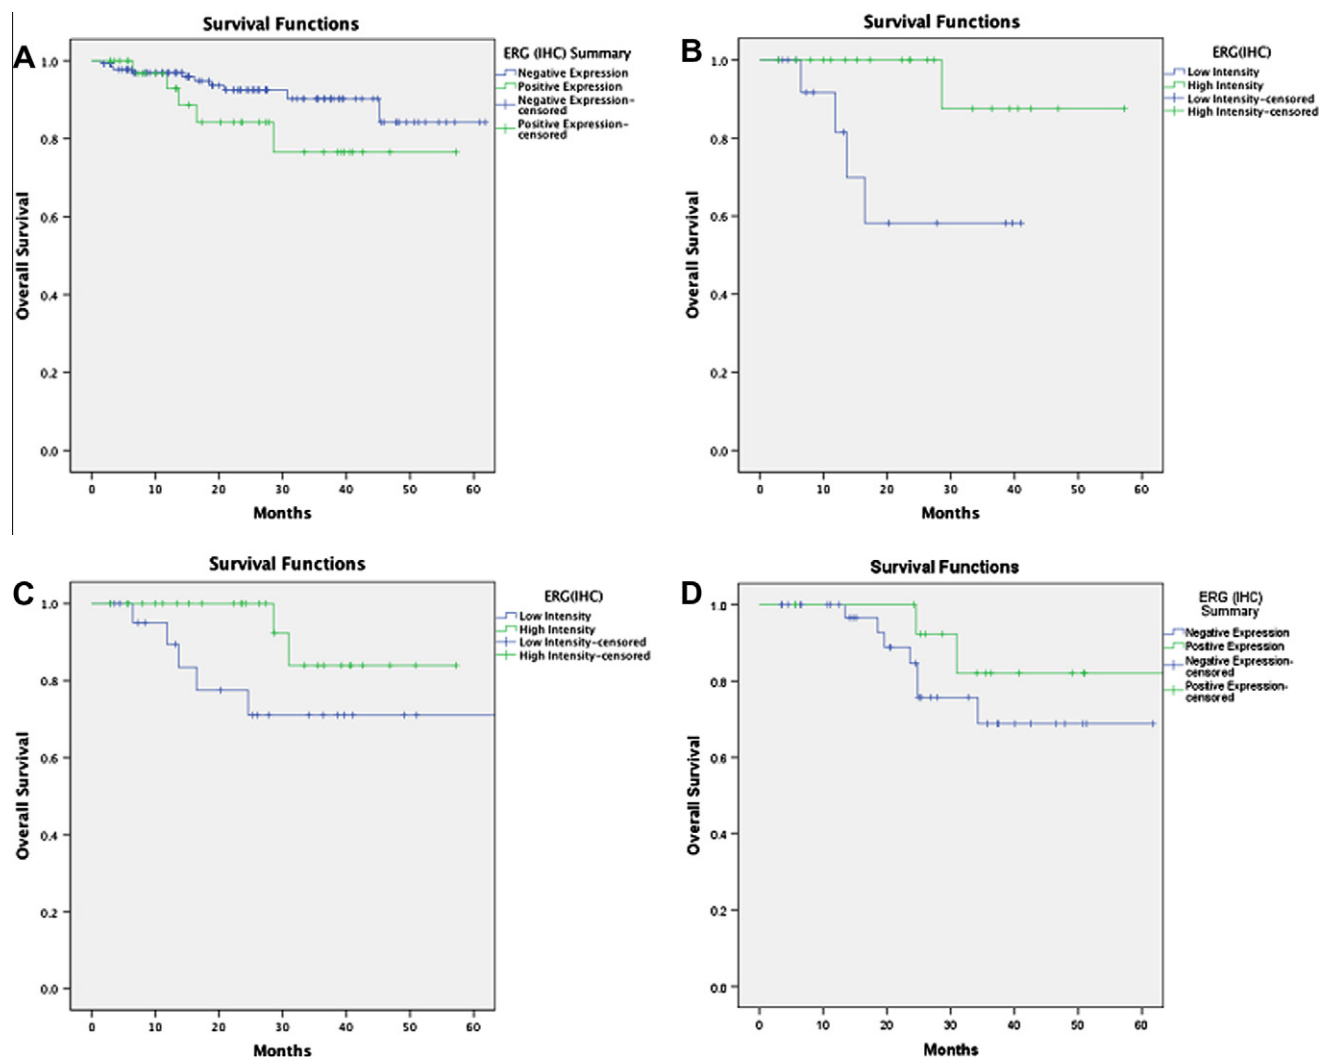 A
Survival Functions
Overall Survival
1.0
0.8
0.6
0.4
0.2
0.0
0 10 20 30 40 50 60
Months
ERG (IHC) Summary
Negative Expression
Positive Expression
Negative Expression-
censored
Positive Expression-
censored
B
Survival Functions
Overall Survival
1.0
0.8
0.6
0.4
0.2
0.0
0 10 20 30 40 50 60
Months
ERG(IHC)
Low Intensity
High Intensity
Low Intensity-censored
High Intensity-censored
C
Survival Functions
Overall Survival
1.0
0.8
0.6
0.4
0.2
0.0
0 10 20 30 40 50 60
Months
ERG(IHC)
Low Intensity
High Intensity
Low Intensity-censored
High Intensity-censored
D
Survival Functions
Overall Survival
1.0
0.8
0.6
0.4
0.2
0.0
0 10 20 30 40 50 60
Months
ERG (IHC)
Summary
Negative Expression
Positive Expression
Negative Expression-
censored
Positive Expression-
censored